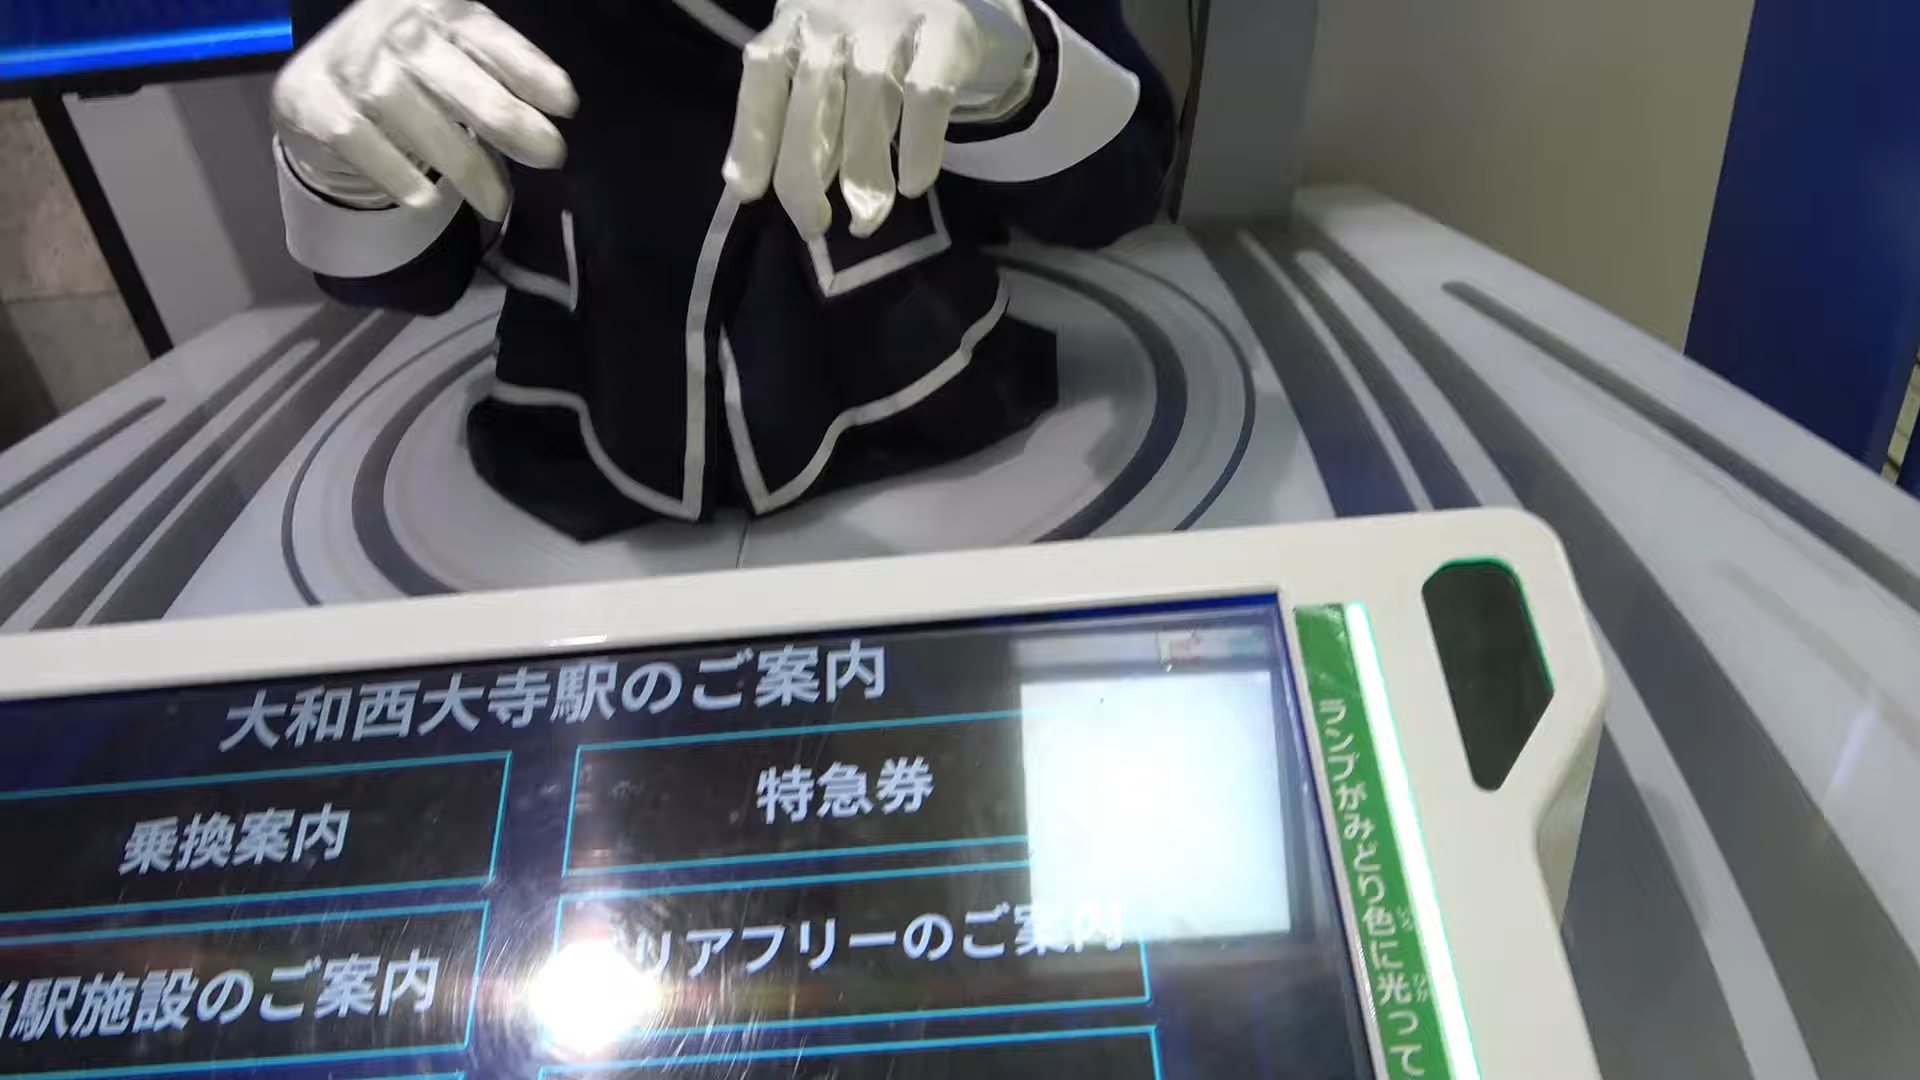 大和西大寺駅のご案内
乗換案内
特急券
駅施設のご案内
リアフリーのご案内
ランプがみどり色に光って